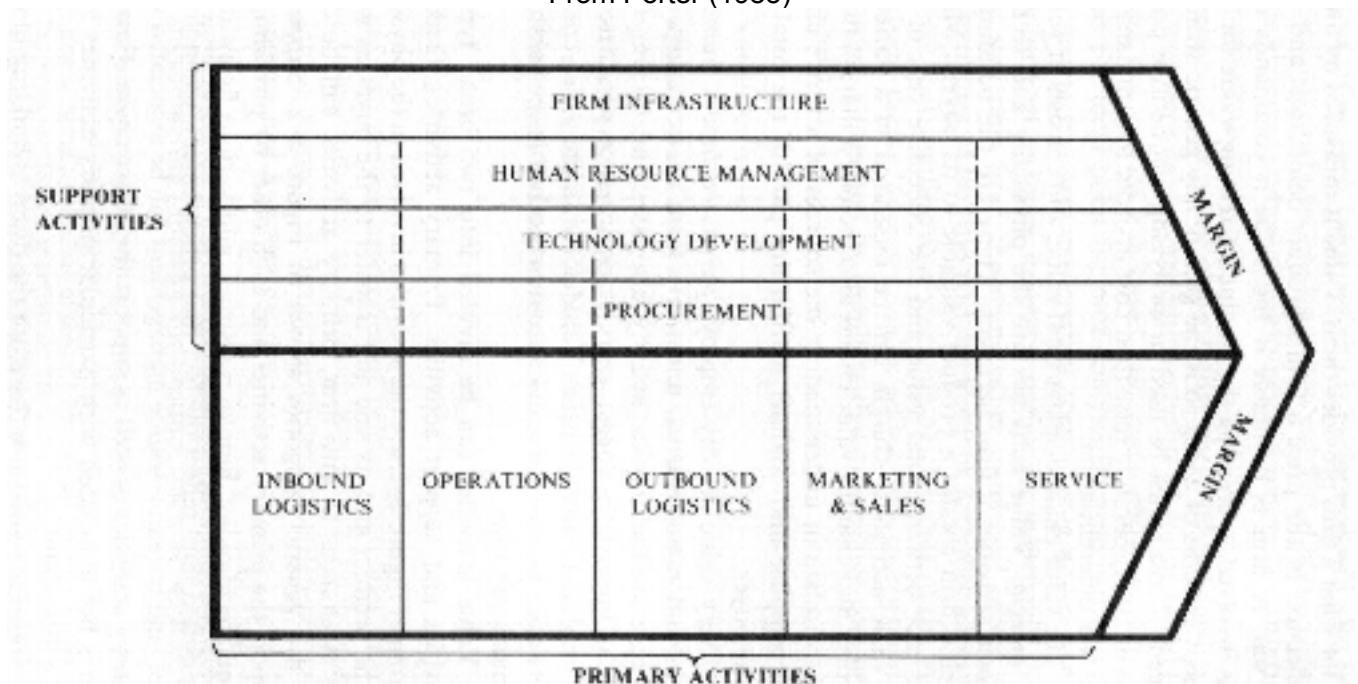 From Porter (1985)
FIRM INFRASTRUCTURE
HUMAN RESOURCE MANAGEMENT
SUPPORT
ACTIVITIES
TECHNOLOGY DEVELOPMENT
PROCUREMENT
MARGIN
MARGIN
INBOUND
LOGISTICS
OPERATIONS
OUTBOUND
LOGISTICS
MARKETING
& SALES
SERVICE
PRIMARY ACTIVITIES